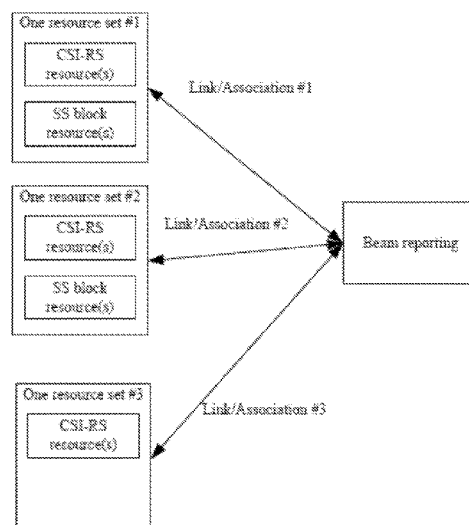 One resource set #1
CSI-RS
resource(s)
SS block
resource(s)
Link/Association #1
One resource set #2
CSI-RS
resource(s)
SS block
resource(s)
Link/Association #2
Beam reporting
One resource set #3
CSI-RS
resource(s)
Link/Association #3